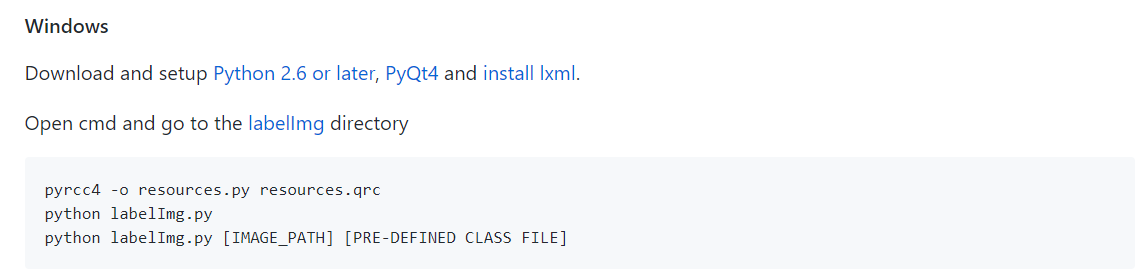 Windows
Download and setup Python 2.6 or later, PyQt4 and install lxml.
Open cmd and go to the labelImg directory
pyrcc4 -o resources.py resources.qrc
python labelImg.py
python labelImg.py [IMAGE_PATH] [PRE-DEFINED CLASS FILE]